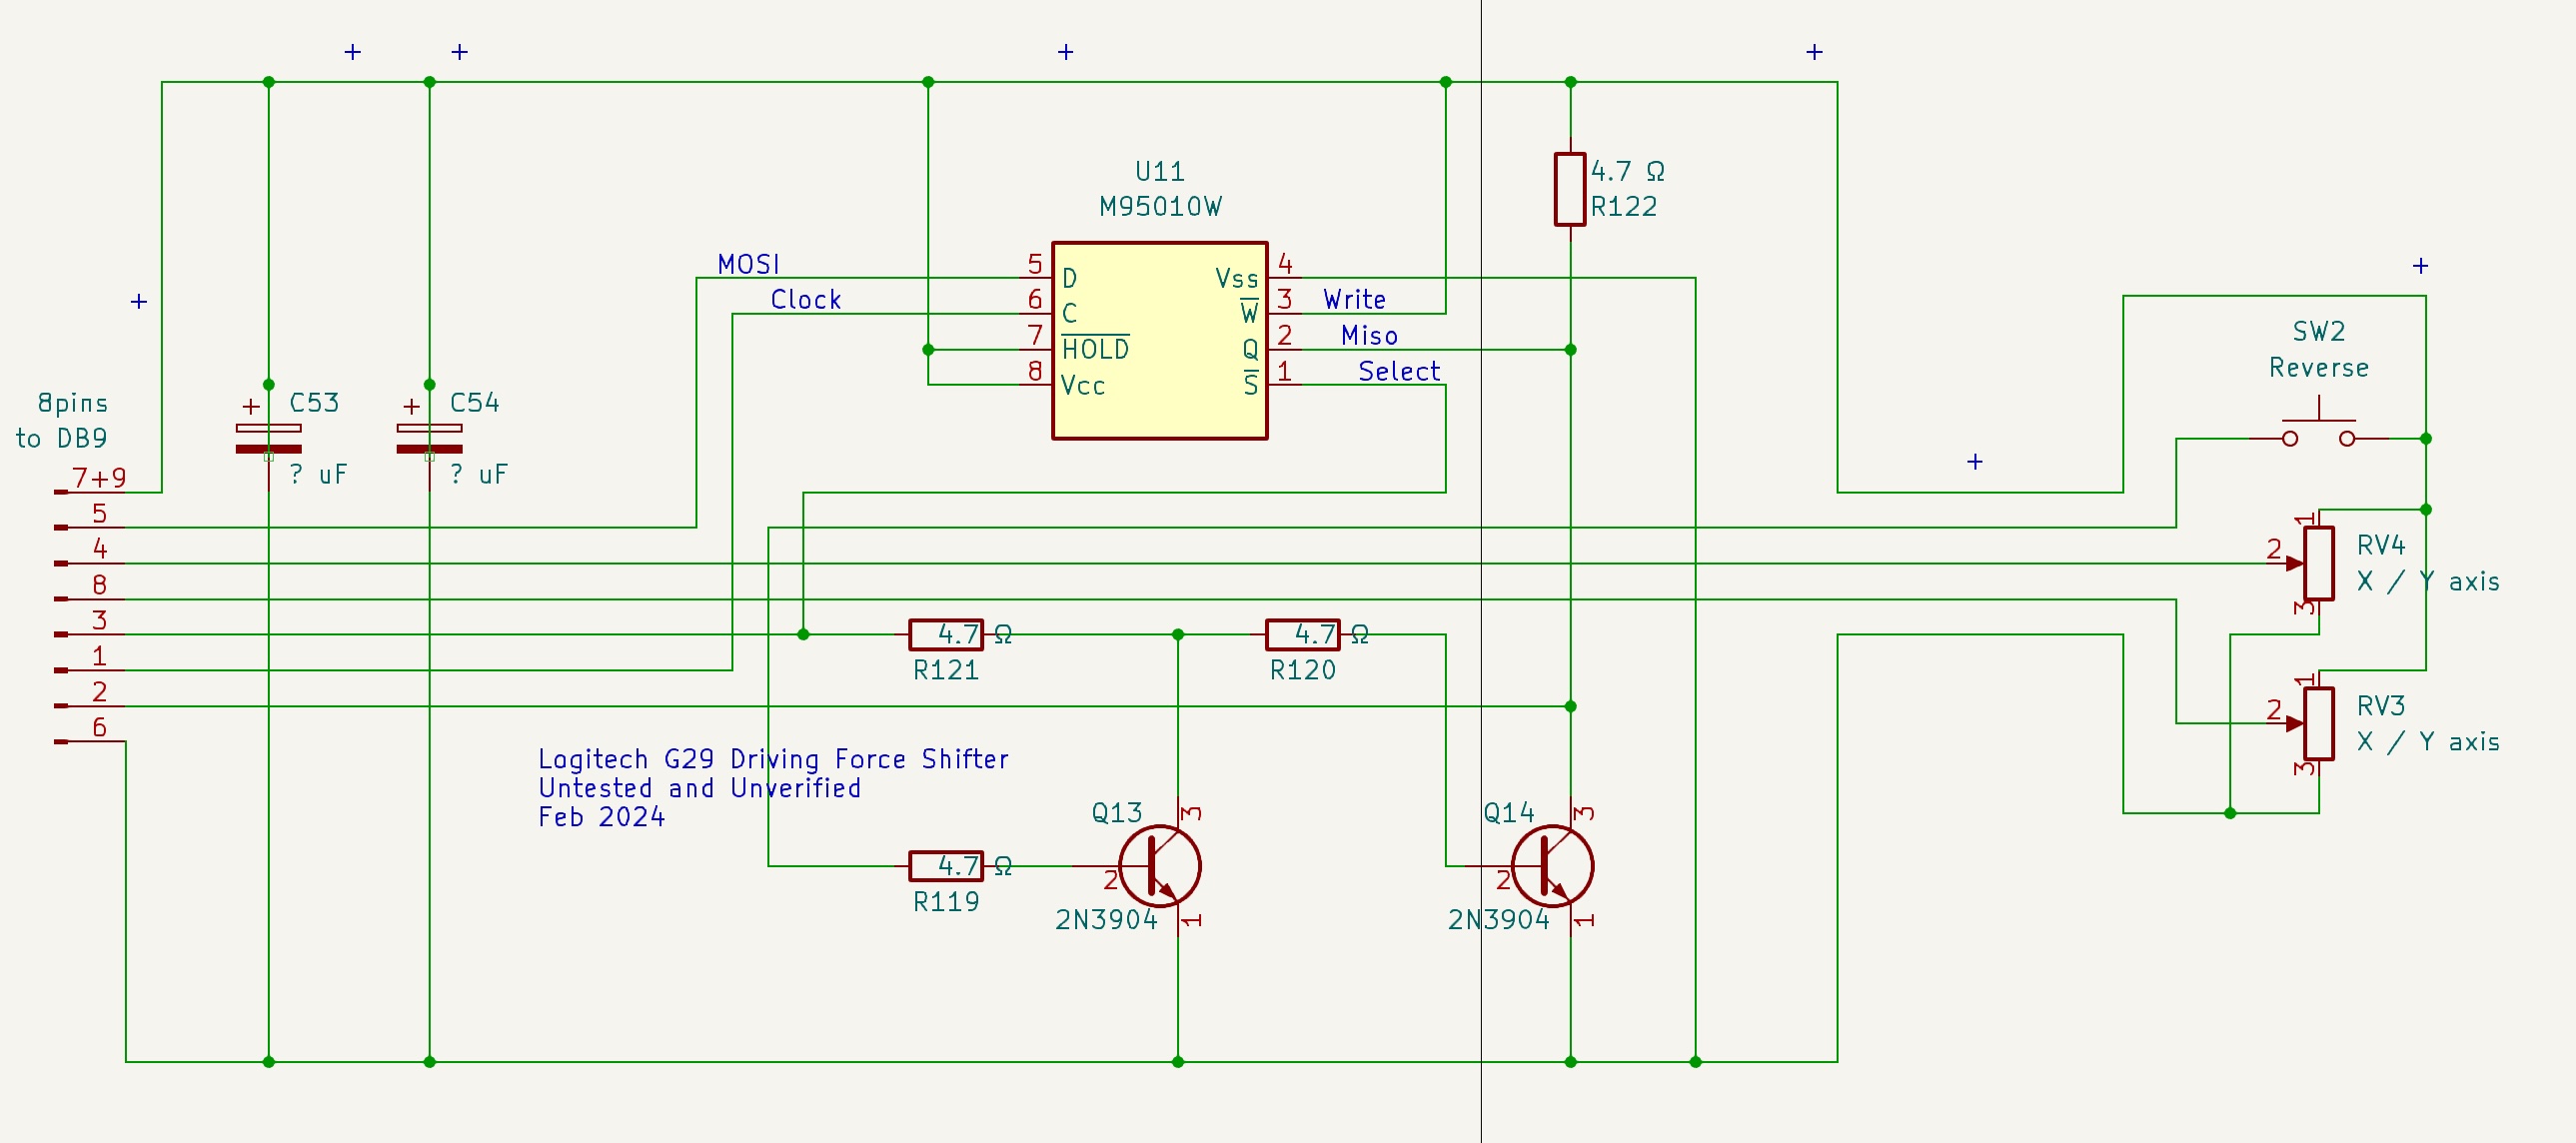 + + + +
4.7 Ω
R122
U11
M95010W
MOSI
Clock
5 D
6 C
7 HOLD
8 Vcc
Vss 4
W 3
Q 2
S 1
Write
Miso
Select
+
+
SW2
Reverse
+
8pins
to DB9
+ C53
? uF
+ C54
? uF
7+9
5
4
8
3
1
2
6
1
2
3
RV4
X / Y axis
4.7 Ω
R121
4.7 Ω
R120
1
2
3
RV3
X / Y axis
Logitech G29 Driving Force Shifter
Untested and Unverified
Feb 2024
4.7 Ω
R119
Q13
3
2
1
2N3904
Q14
3
2
1
2N3904